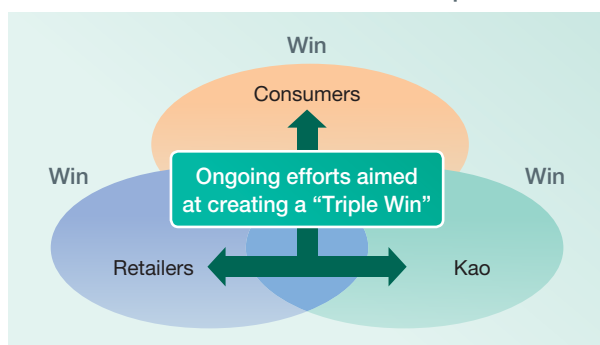 Win
Consumers
Win
Ongoing efforts aimed
at creating a “Triple Win”
Win
Retailers
Kao